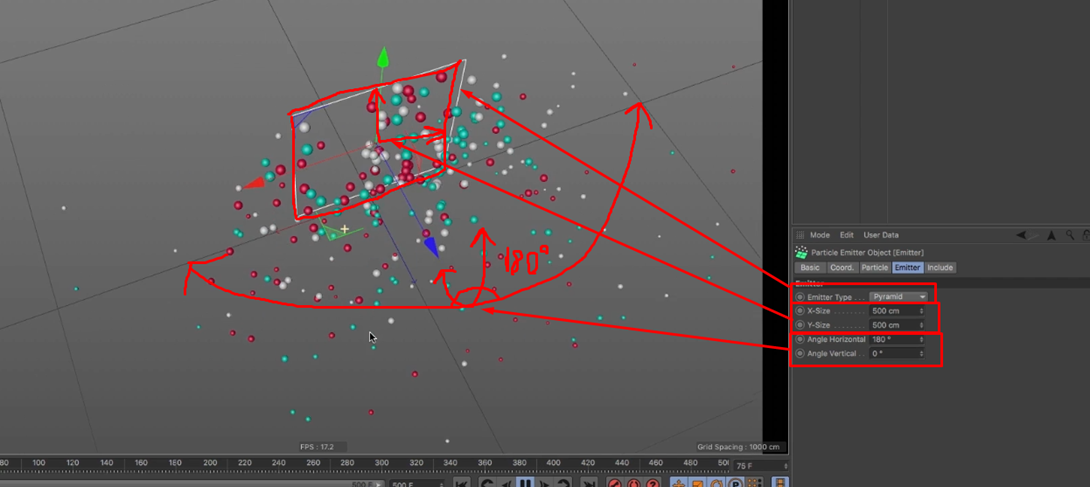 180°
FPS : 17.2
Grid Spacing : 1000 cm
80 100 120 140 160 180 200 220 240 260 280 300 320 340 360 380 400 420 440 460 480 50
75 F
500 F
500 F
Mode Edit User Data
Particle Emitter Object [Emitter]
Basic Coord. Particle Emitter Include
Emitter
Emitter Type . . . Pyramid
X-Size . . . . . . . . 500 cm
Y-Size . . . . . . . . 500 cm
Angle Horizontal 180 °
Angle Vertical . . 0 °